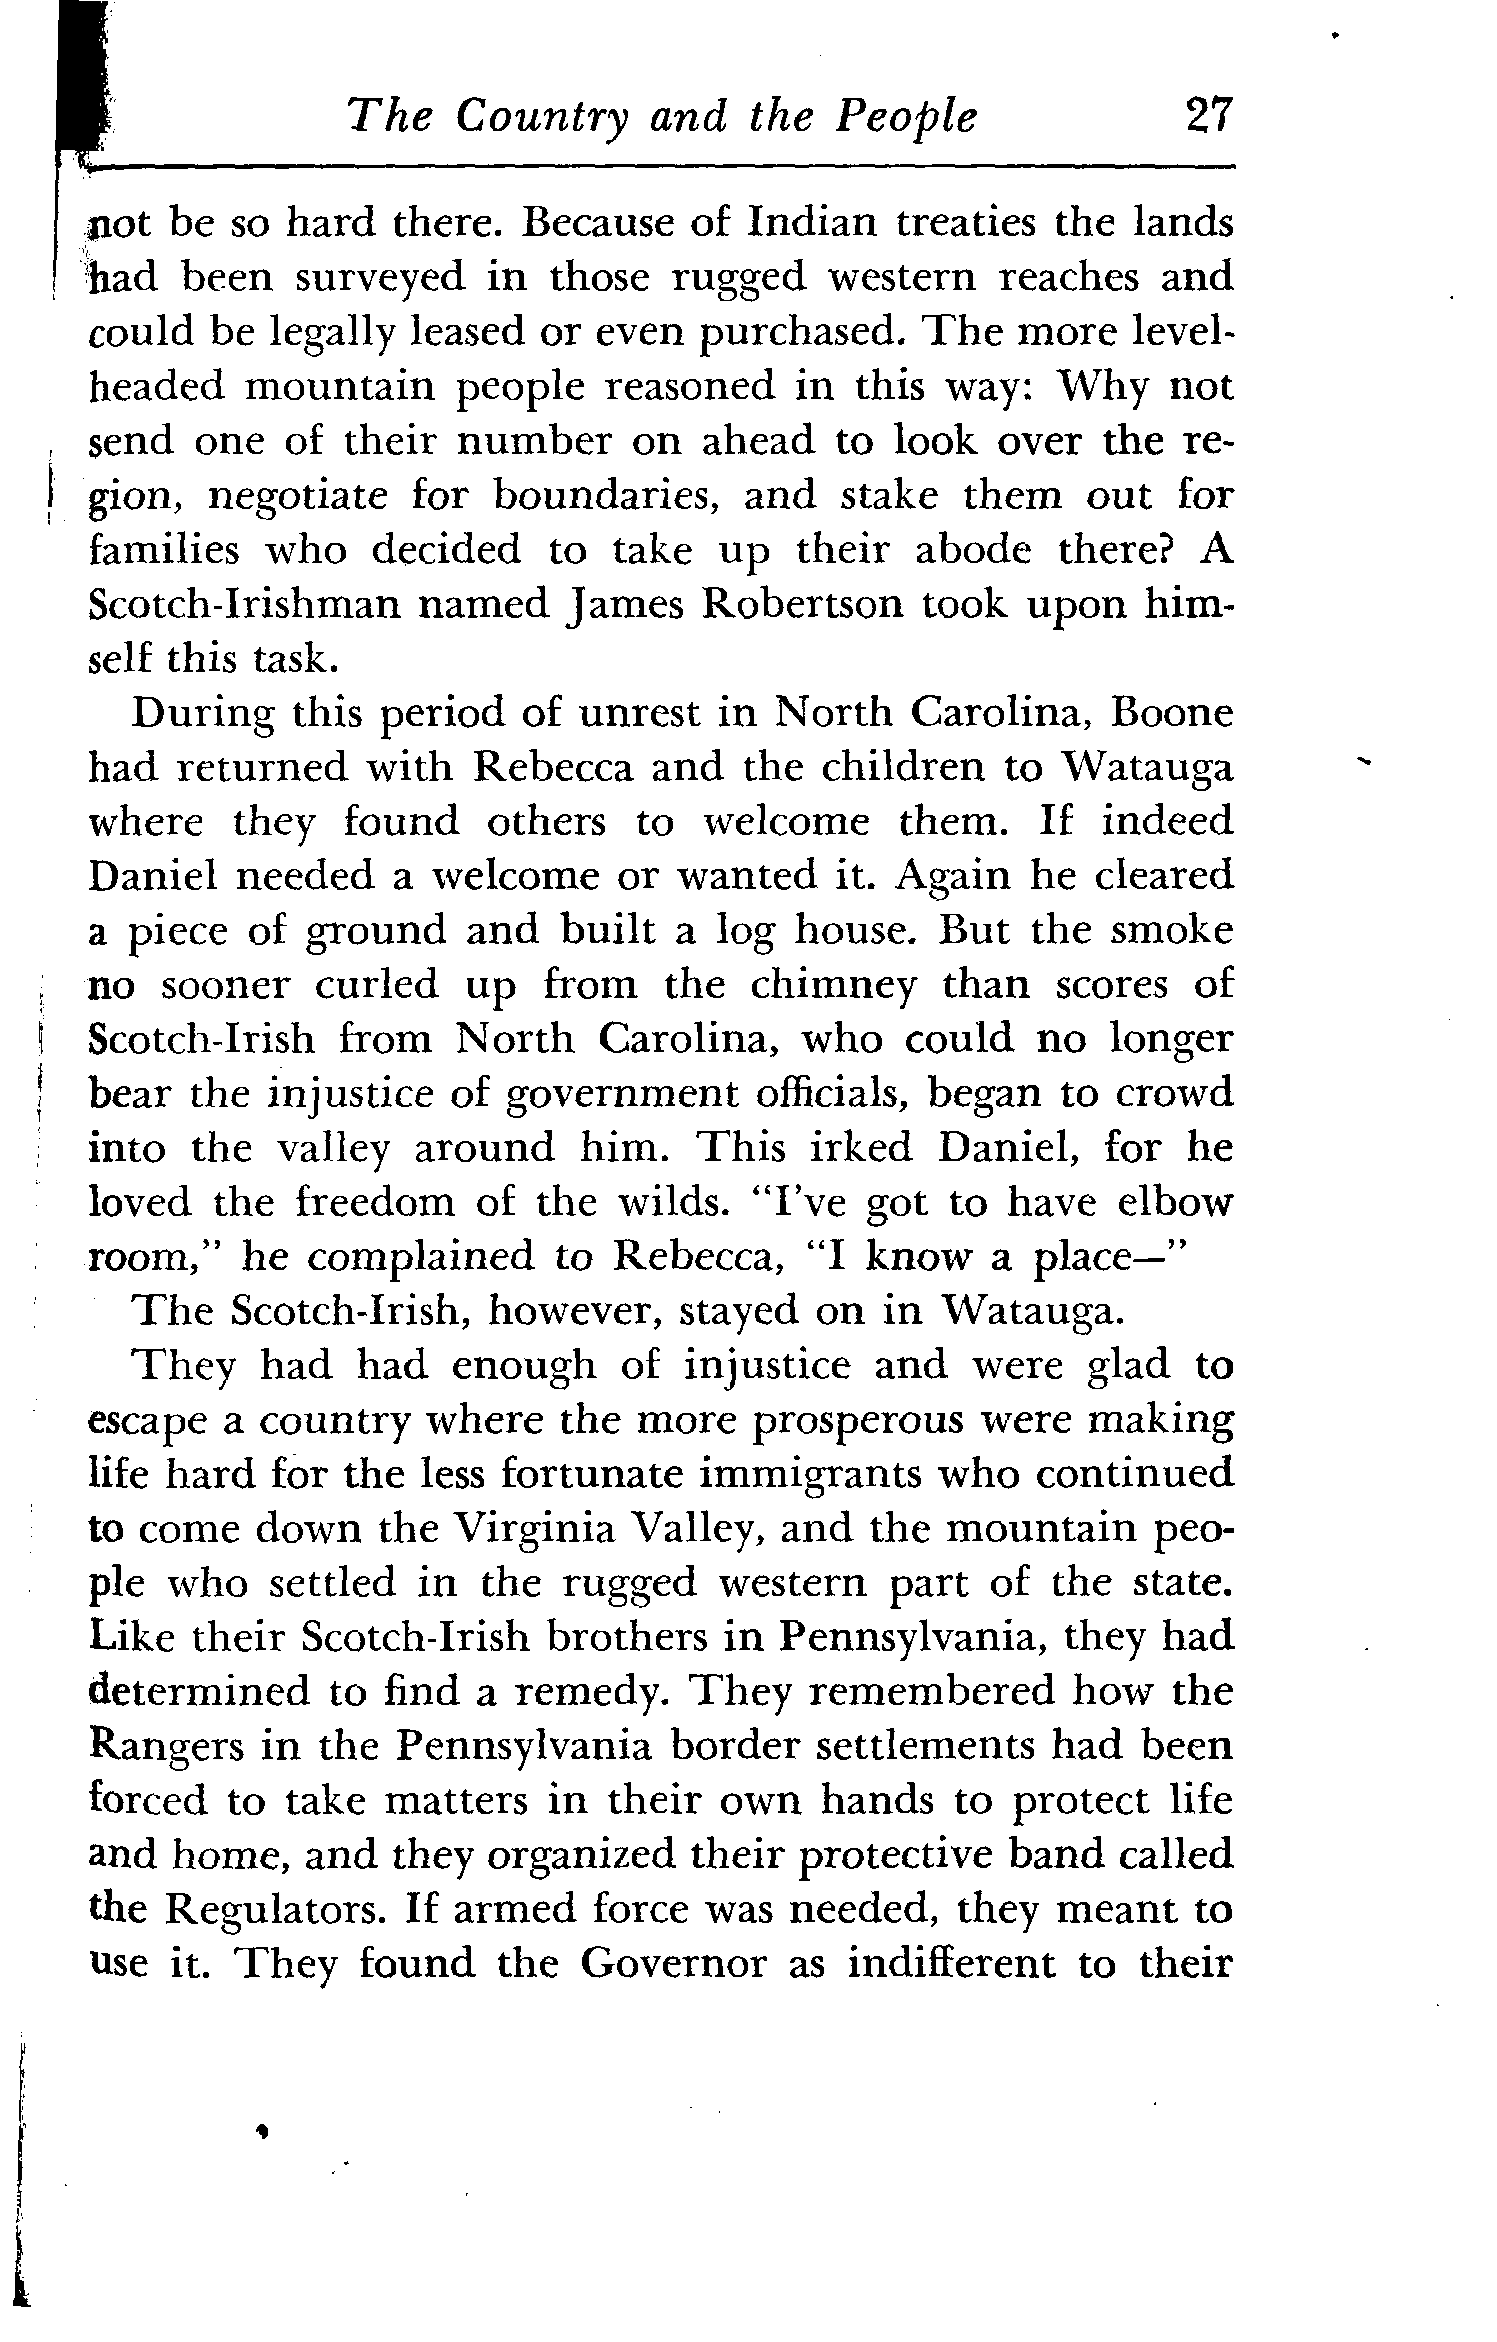 The Country and the People 27
not be so hard there. Because of Indian treaties the lands
had been surveyed in those rugged western reaches and
could be legally leased or even purchased. The more level-
headed mountain people reasoned in this way: Why not
send one of their number on ahead to look over the re-
gion, negotiate for boundaries, and stake them out for
families who decided to take up their abode there? A
Scotch-Irishman named James Robertson took upon him-
self this task.
During this period of unrest in North Carolina, Boone
had returned with Rebecca and the children to Watauga
where they found others to welcome them. If indeed
Daniel needed a welcome or wanted it. Again he cleared
a piece of ground and built a log house. But the smoke
no sooner curled up from the chimney than scores of
Scotch-Irish from North Carolina, who could no longer
bear the injustice of government officials, began to crowd
into the valley around him. This irked Daniel, for he
loved the freedom of the wilds. "I've got to have elbow
room," he complained to Rebecca, "I know a place—"
The Scotch-Irish, however, stayed on in Watauga.
They had had enough of injustice and were glad to
escape a country where the more prosperous were making
life hard for the less fortunate immigrants who continued
to come down the Virginia Valley, and the mountain peo-
ple who settled in the rugged western part of the state.
Like their Scotch-Irish brothers in Pennsylvania, they had
determined to find a remedy. They remembered how the
Rangers in the Pennsylvania border settlements had been
forced to take matters in their own hands to protect life
and home, and they organized their protective band called
the Regulators. If armed force was needed, they meant to
use it. They found the Governor as indifferent to their